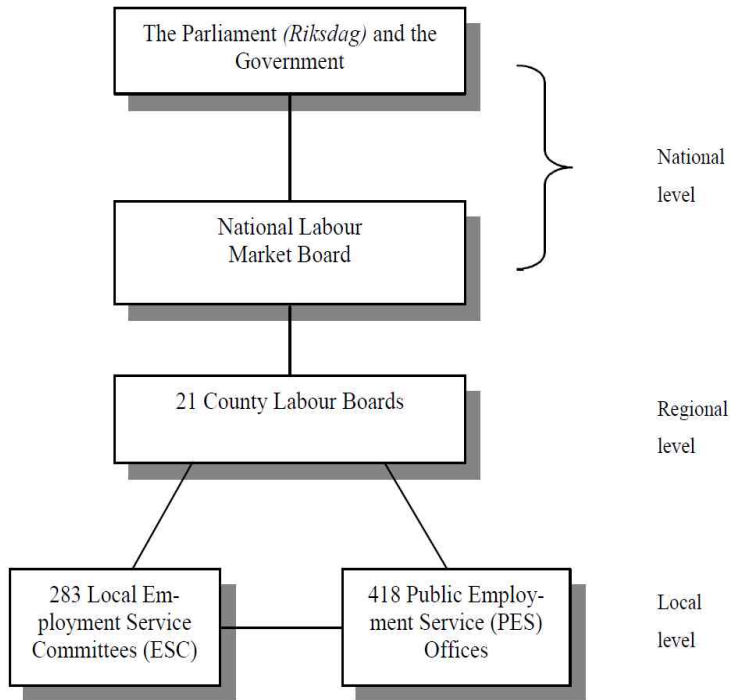 The Parliament (Riksdag) and the
Government
National
level
National Labour
Market Board
21 County Labour Boards
Regional
level
283 Local Em-
ployment Service
Committees (ESC)
418 Public Employ-
ment Service (PES)
Offices
Local
level